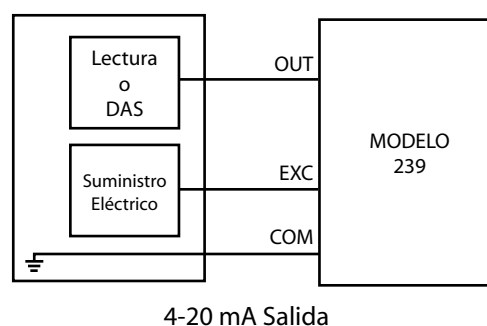 Lectura
o
DAS
OUT
MODELO
239
Suministro
Eléctrico
EXC
COM
4-20 mA Salida